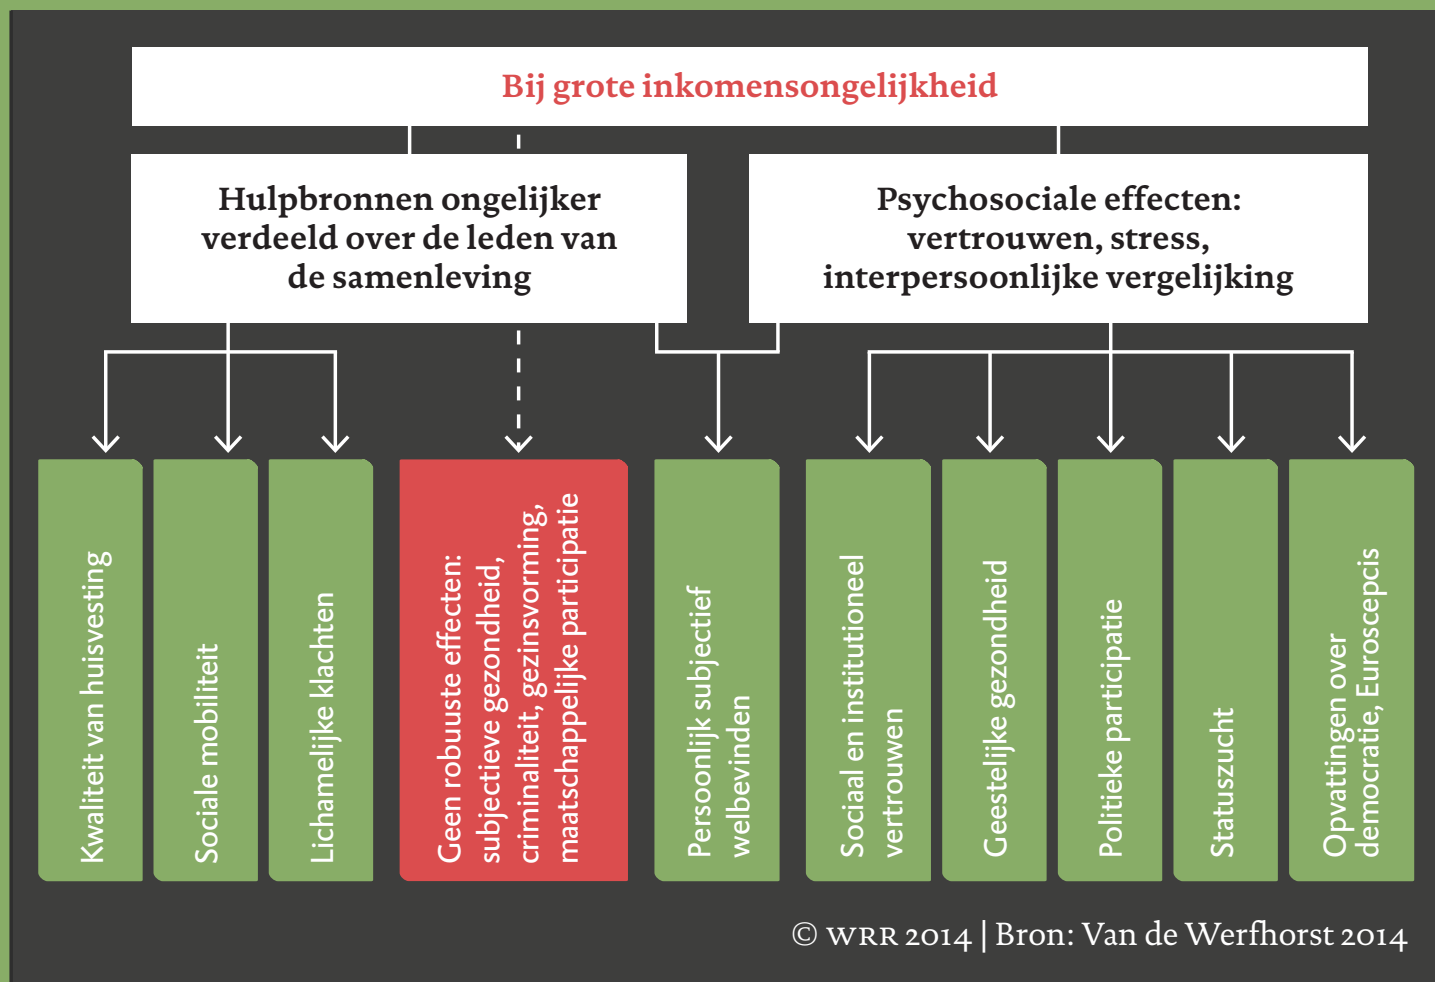 Bij grote inkomensongelijkheid
Hulpbronnen ongelijker
verdeeld over de leden van
de samenleving
Psychosociale effecten:
vertrouwen, stress,
interpersoonlijke vergelijking
Kwaliteit van huisvesting
Sociale mobiliteit
Lichamelijke klachten
Geen robuuste effecten:
subjectieve gezondheid,
criminaliteit, gezinsvorming,
maatschappelijke participatie
Persoonlijk subjectief
welbevinden
Sociaal en institutioneel
vertrouwen
Geestelijke gezondheid
Politieke participatie
Statuszucht
Opvattingen over
democratie, Euroscepcis
© WRR 2014 | Bron: Van de Werfhorst 2014